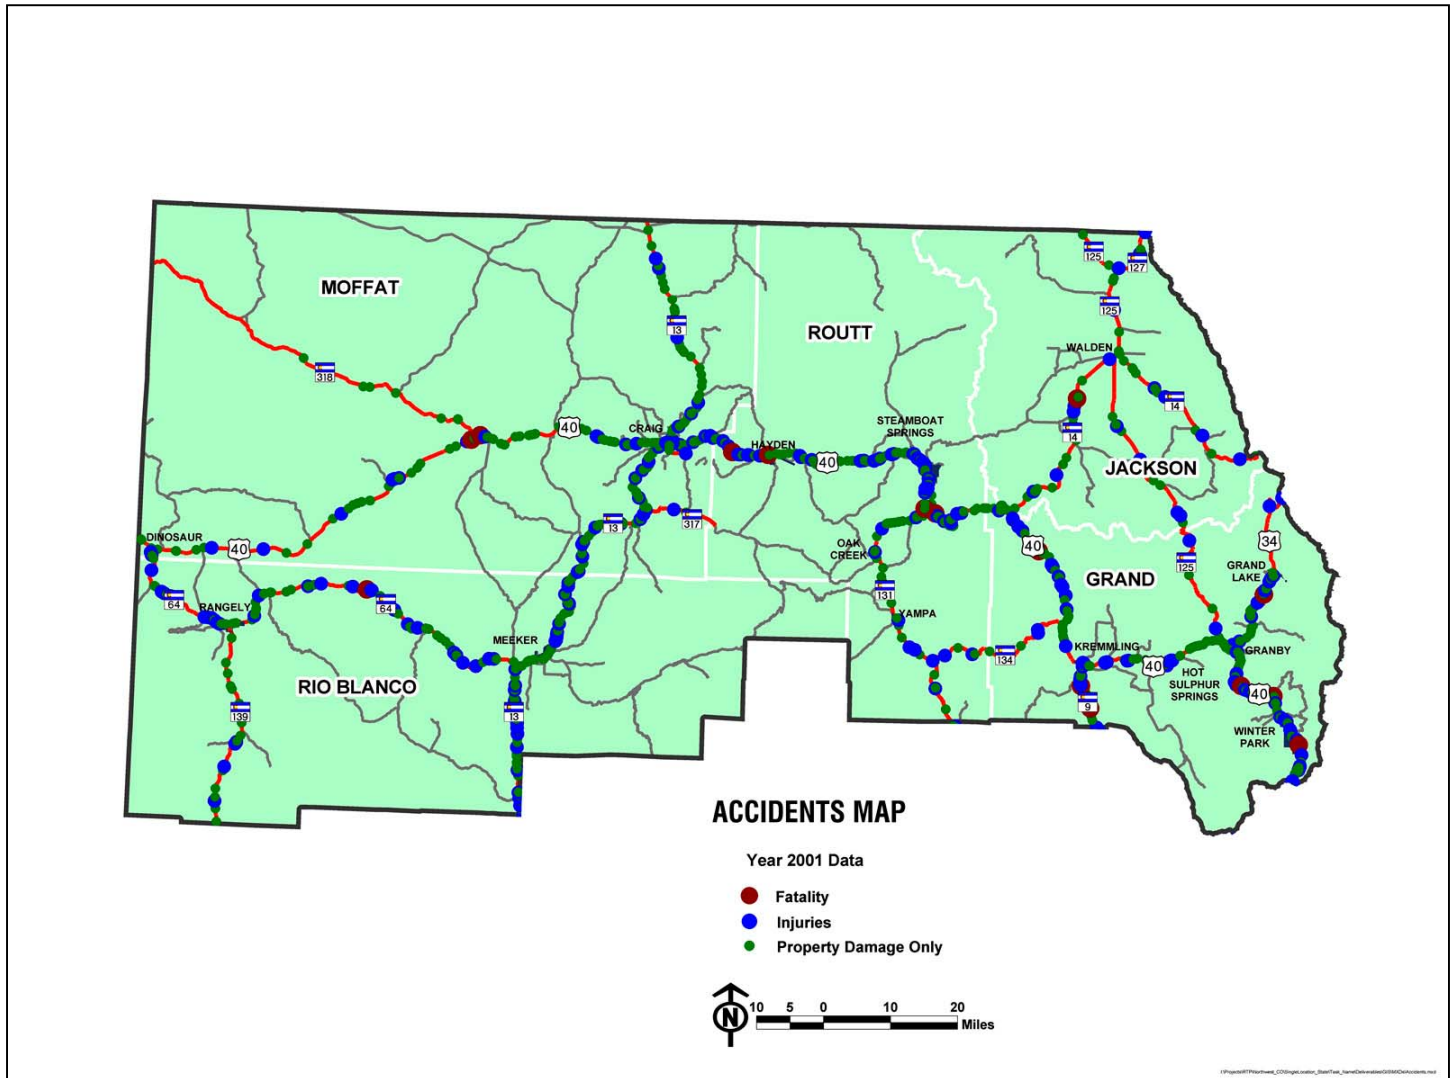 MOFFAT
ROUTT
JACKSON
GRAND
RIO BLANCO
125
127
125
13
WALDEN
318
14
40
CRAIG
STEAMBOAT
SPRINGS
HAYDEN
40
14
13
317
DINOSAUR
40
OAK
CREEK
40
34
125
GRAND
LAKE
64
RANGELY
64
131
YAMPA
MEEKER
134
KREMMLING
40
GRANBY
HOT
SULPHUR
SPRINGS
40
9
139
13
WINTER
PARK
ACCIDENTS MAP
Year 2001 Data
Fatality
Injuries
Property Damage Only
N
10 5 0 10 20
Miles